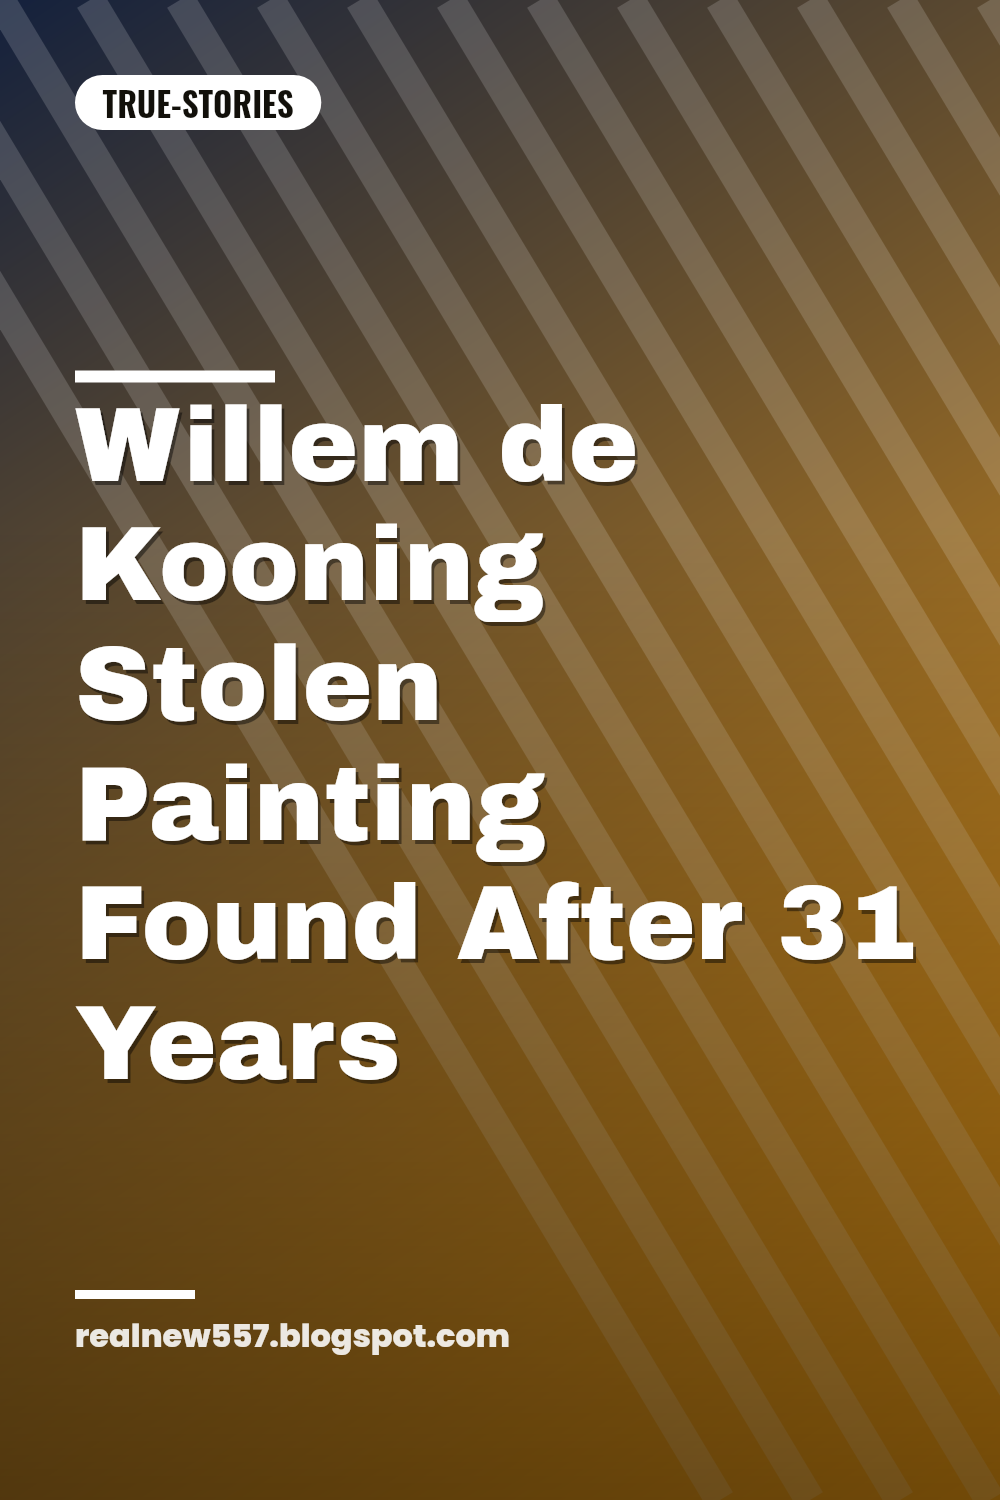 TRUE-STORIES
Willem de
Kooning
Stolen
Painting
Found After 31
Years
realnew557.blogspot.com